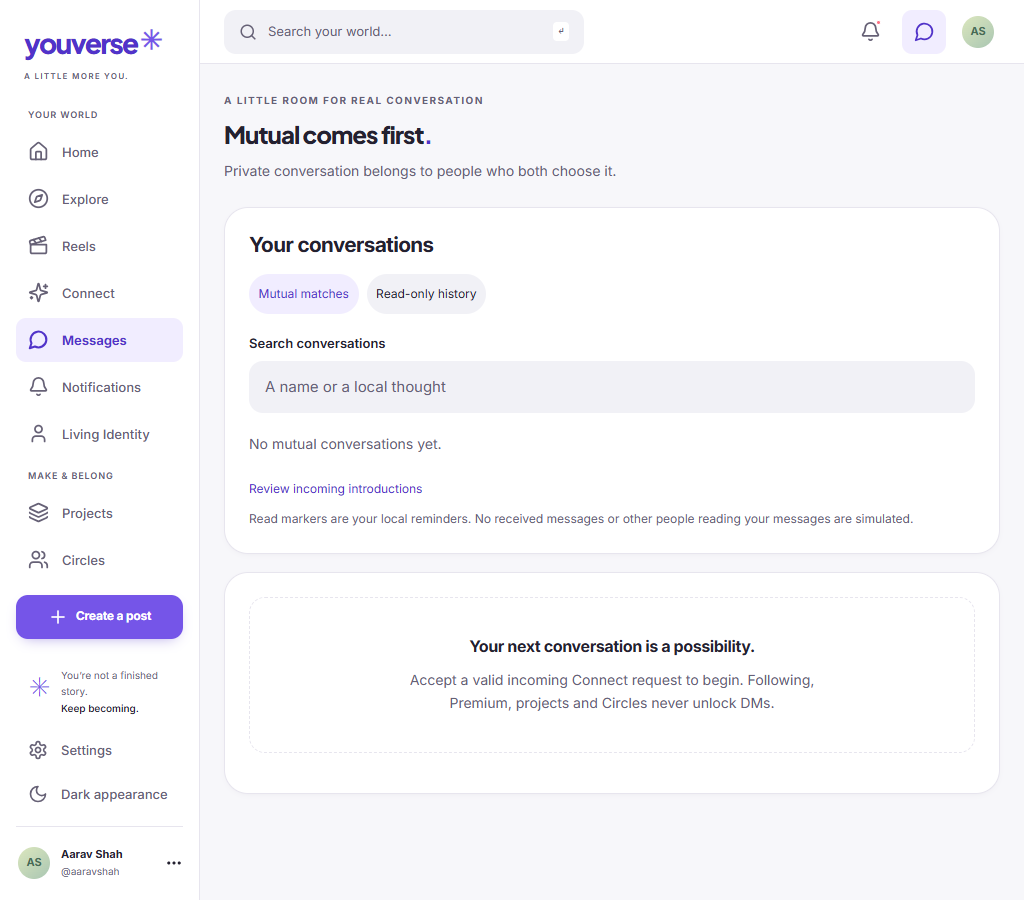 youverse
A LITTLE MORE YOU.
YOUR WORLD
Home
Explore
Reels
Connect
Messages
Notifications
Living Identity
MAKE & BELONG
Projects
Circles
Create a post
You're not a finished
story.
Keep becoming.
Settings
Dark appearance
AS
Aarav Shah
@aaravshah
Search your world...
AS
A LITTLE ROOM FOR REAL CONVERSATION
Mutual comes first.
Private conversation belongs to people who both choose it.
Your conversations
Mutual matches
Read-only history
Search conversations
A name or a local thought
No mutual conversations yet.
Review incoming introductions
Read markers are your local reminders. No received messages or other people reading your messages are simulated.
Your next conversation is a possibility.
Accept a valid incoming Connect request to begin. Following,
Premium, projects and Circles never unlock DMs.